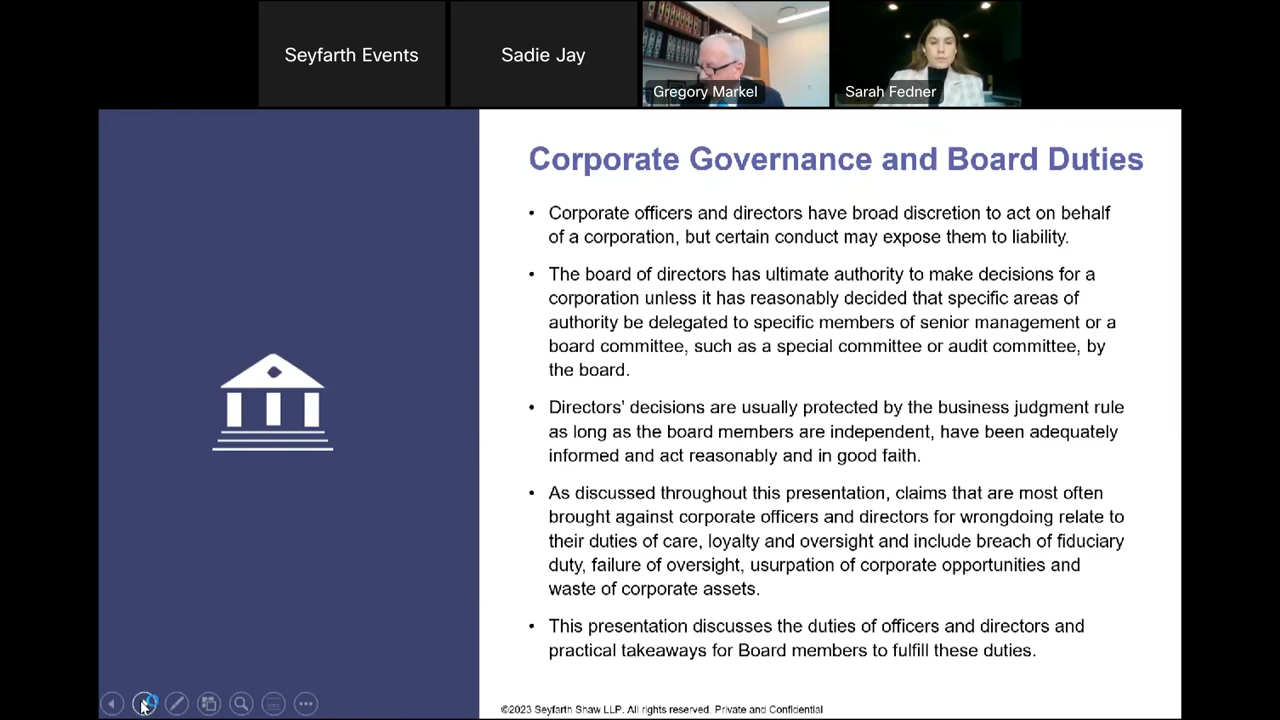 Seyfarth Events
Sadie Jay
Gregory Markel
Sarah Fedner
Corporate Governance and Board Duties
• Corporate officers and directors have broad discretion to act on behalf
of a corporation, but certain conduct may expose them to liability.
• The board of directors has ultimate authority to make decisions for a
corporation unless it has reasonably decided that specific areas of
authority be delegated to specific members of senior management or a
board committee, such as a special committee or audit committee, by
the board.
• Directors’ decisions are usually protected by the business judgment rule
as long as the board members are independent, have been adequately
informed and act reasonably and in good faith.
• As discussed throughout this presentation, claims that are most often
brought against corporate officers and directors for wrongdoing relate to
their duties of care, loyalty and oversight and include breach of fiduciary
duty, failure of oversight, usurpation of corporate opportunities and
waste of corporate assets.
• This presentation discusses the duties of officers and directors and
practical takeaways for Board members to fulfill these duties.
©2023 Seyfarth Shaw LLP. All rights reserved. Private and Confidential